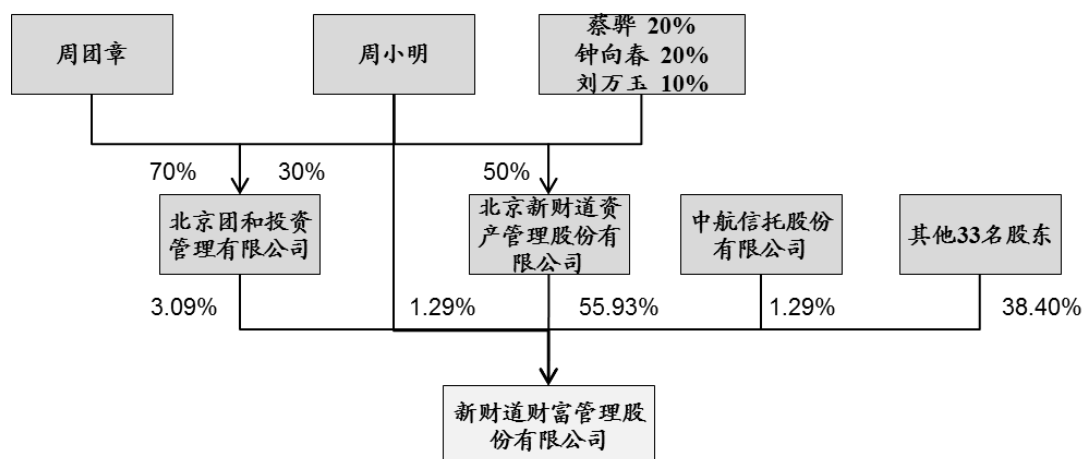 周团章
周小明
蔡骅 20%
钟向春 20%
刘万玉 10%
70%
30%
50%
北京团和投资
管理有限公司
北京新财道资
产管理股份有
限公司
中航信托股份
有限公司
其他33名股东
3.09%
1.29%
55.93%
1.29%
38.40%
新财道财富管理股
份有限公司